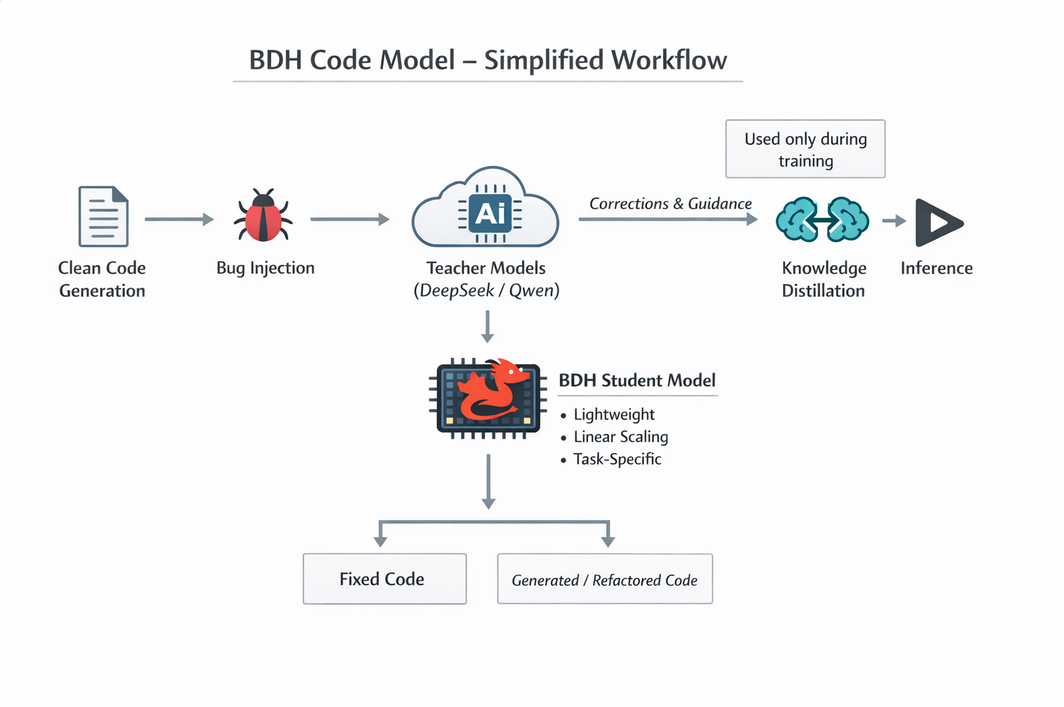 BDH Code Model – Simplified Workflow
Used only during
training
Corrections & Guidance
Ai
Clean Code
Generation
Bug Injection
Teacher Models
(DeepSeek / Qwen)
Knowledge
Distillation
Inference
BDH Student Model
• Lightweight
• Linear Scaling
• Task-Specific
Fixed Code
Generated / Refactored Code